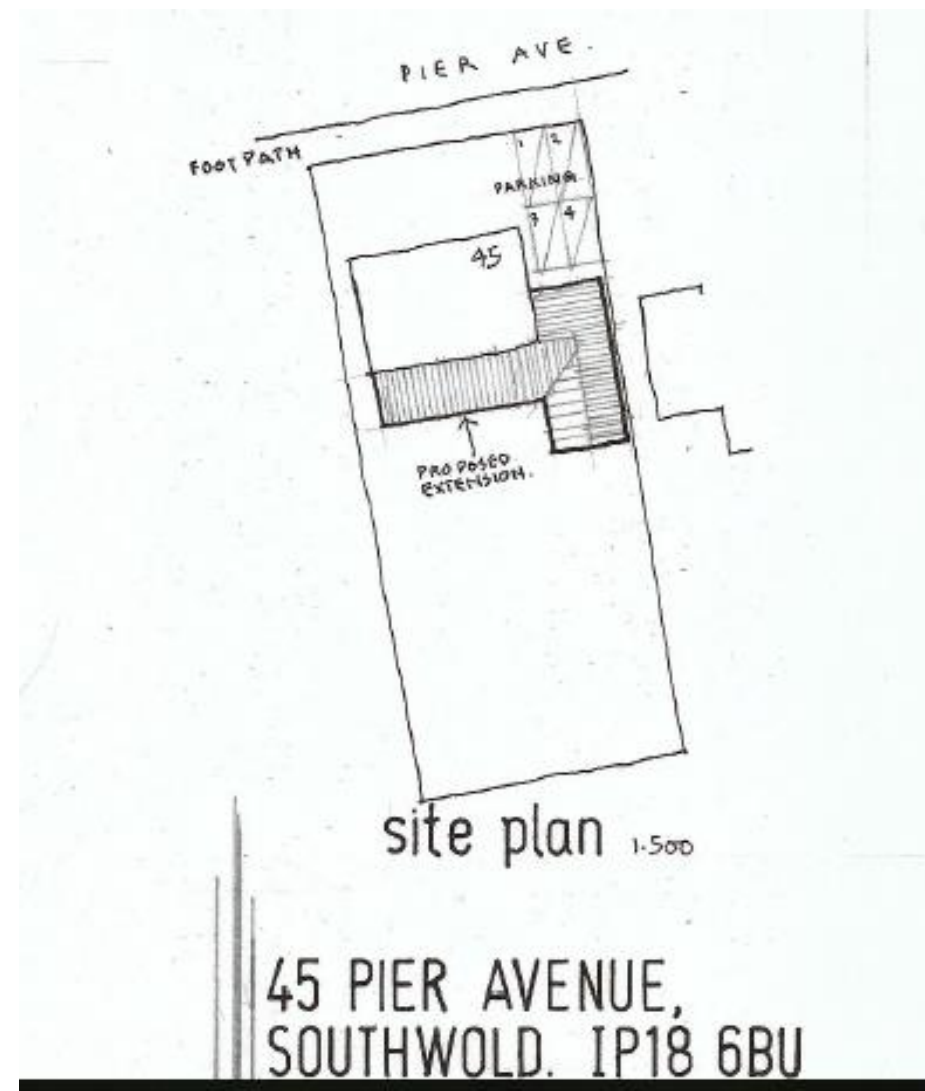 PIER AVE.
FOOTPATH
1 2
PARKING
3 4
45
PROPOSED
EXTENSION.
site plan 1·500
45 PIER AVENUE,
SOUTHWOLD. IP18 6BU